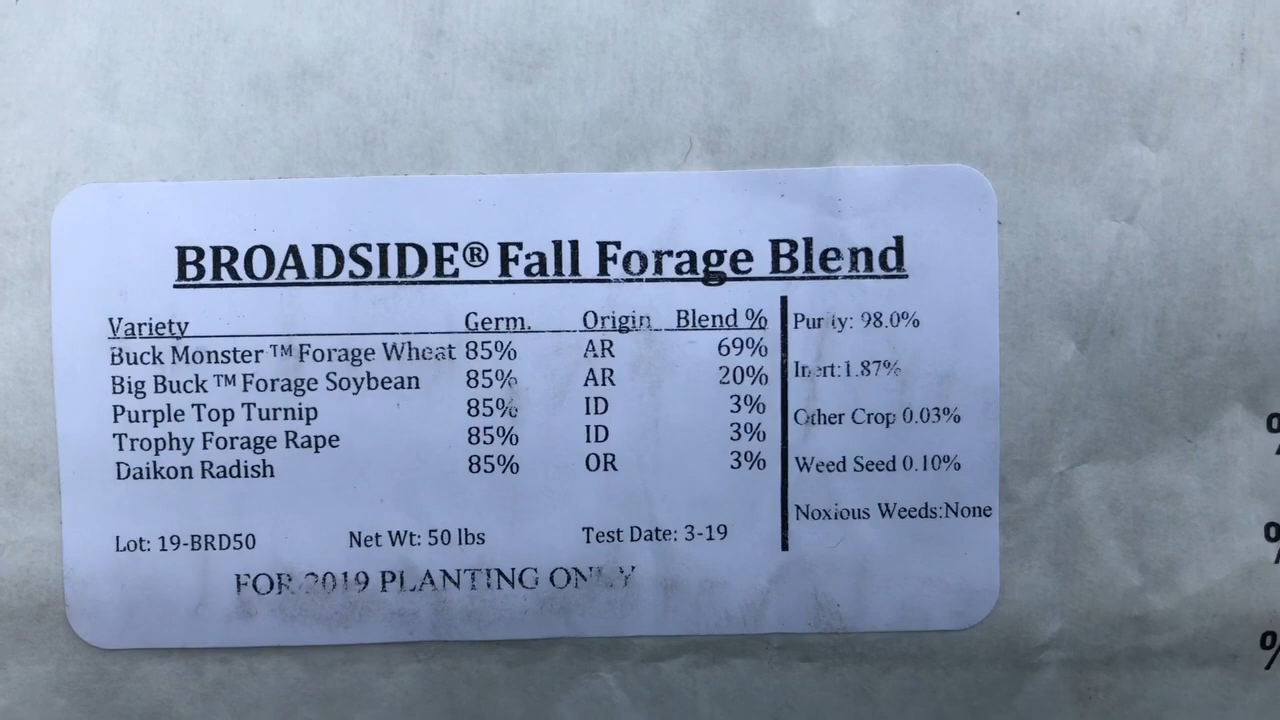 BROADSIDE® Fall Forage Blend
Variety Germ. Origin Blend %
Buck Monster™ Forage Wheat 85% AR 69%
Big Buck™ Forage Soybean 85% AR 20%
Purple Top Turnip 85% ID 3%
Trophy Forage Rape 85% ID 3%
Daikon Radish 85% OR 3%
Lot: 19-BRD50 Net Wt: 50 lbs Test Date: 3-19
FOR 2019 PLANTING ONLY
Purity: 98.0%
Inert:1.87%
Other Crop 0.03%
Weed Seed 0.10%
Noxious Weeds:None
%
%
%